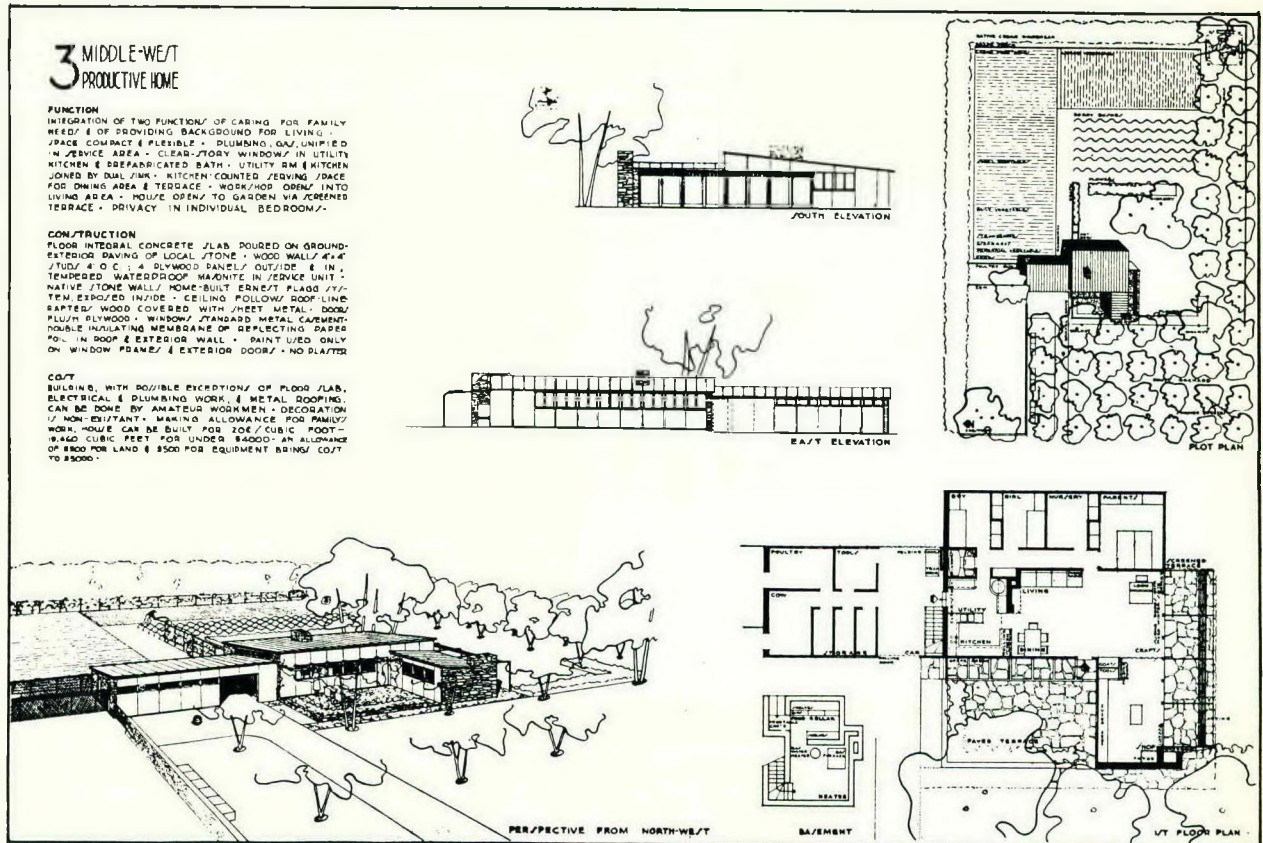 3 MIDDLE-WEST
PRODUCTIVE HOME
FUNCTION
INTEGRATION OF TWO FUNCTIONS OF CARING FOR FAMILY
NEEDS & OF PROVIDING BACKGROUND FOR LIVING •
SPACE COMPACT & FLEXIBLE • PLUMBING, GAS, UNIFIED
IN SERVICE AREA • CLEAR-STORY WINDOWS IN UTILITY
KITCHEN & PREFABRICATED BATH • UTILITY RM & KITCHEN
JOINED BY DUAL SINK • KITCHEN-COUNTER SERVING SPACE
FOR DINING AREA & TERRACE • WORKSHOP OPENS INTO
LIVING AREA • HOUSE OPENS TO GARDEN VIA SCREENED
TERRACE • PRIVACY IN INDIVIDUAL BEDROOMS •
CONSTRUCTION
FLOOR INTEGRAL CONCRETE SLAB POURED ON GROUND-
EXTERIOR PAVING OF LOCAL STONE • WOOD WALLS 4"x4"
STUDS 4' O.C.; 4' PLYWOOD PANELS OUTSIDE & IN,
TEMPERED WATERPROOF MASONITE IN SERVICE UNIT •
NATIVE STONE WALLS HOME-BUILT ERNEST FLAGG SYS-
TEM, EXPOSED INSIDE • CEILING FOLLOWS ROOF-LINE
RAFTERS WOOD COVERED WITH SHEET METAL • DOORS
FLUSH PLYWOOD • WINDOWS STANDARD METAL CASEMENT-
DOUBLE INSULATING MEMBRANE OF REFLECTING PAPER
FOIL IN ROOF & EXTERIOR WALL • PAINT USED ONLY
ON WINDOW FRAMES & EXTERIOR DOORS • NO PLASTER
COST
BUILDING, WITH POSSIBLE EXCEPTIONS OF FLOOR SLAB,
ELECTRICAL & PLUMBING WORK, & METAL ROOFING,
CAN BE DONE BY AMATEUR WORKMEN • DECORATION
IS NON-EXISTANT • MAKING ALLOWANCE FOR FAMILY'S
WORK, HOUSE CAN BE BUILT FOR 20¢/CUBIC FOOT-
19,460 CUBIC FEET FOR UNDER $4000 • AN ALLOWANCE
OF $500 FOR LAND & $500 FOR EQUIPMENT BRINGS COST
TO $5000 •
SOUTH ELEVATION
EAST ELEVATION
BERRY BUSHES
ORCHARD
PLOT PLAN
PERSPECTIVE FROM NORTH-WEST
BOY
GIRL
NURSERY
PARENTS
POULTRY
TOOLS
COW
STORAGE
CAR
UTILITY
KITCHEN
LIVING
DINING
LOOM
CRAFTS
SCREENED
TERRACE
PAVED TERRACE
SHOP
FOOD CELLAR
HEATER
BASEMENT
1ST FLOOR PLAN